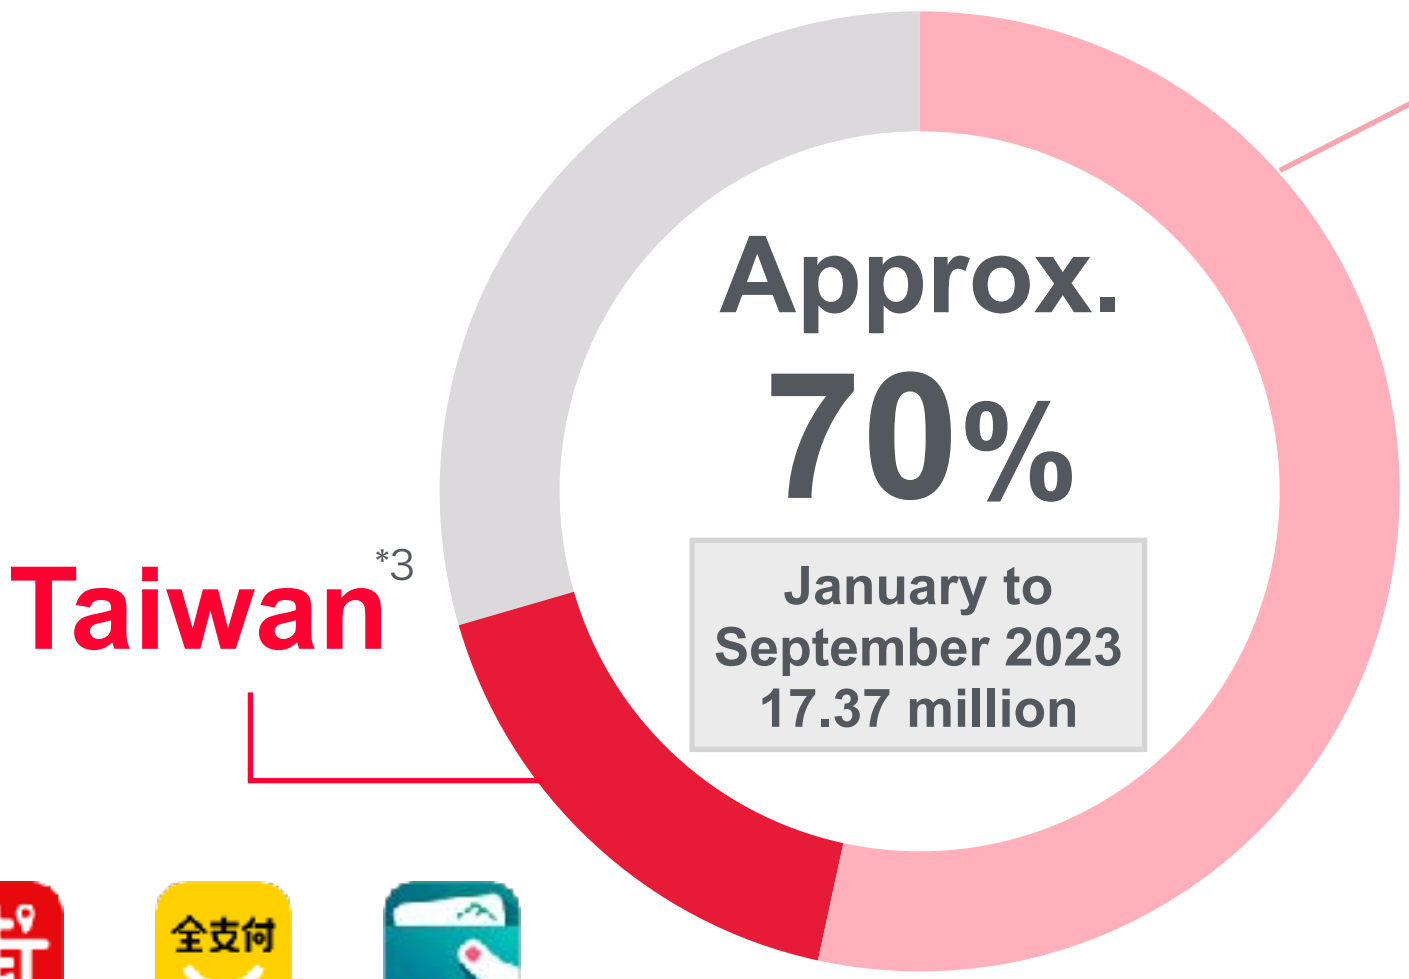 Approx.
70%
January to
September 2023
17.37 million
Taiwan*3
全支付